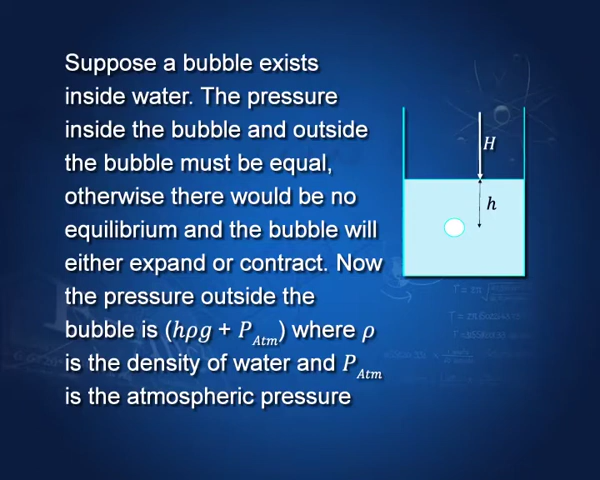 Suppose a bubble exists
inside water. The pressure
inside the bubble and outside
the bubble must be equal,
otherwise there would be no
equilibrium and the bubble will
either expand or contract. Now
the pressure outside the
bubble is (hρg + P_Atm) where ρ
is the density of water and P_Atm
is the atmospheric pressure
H
h